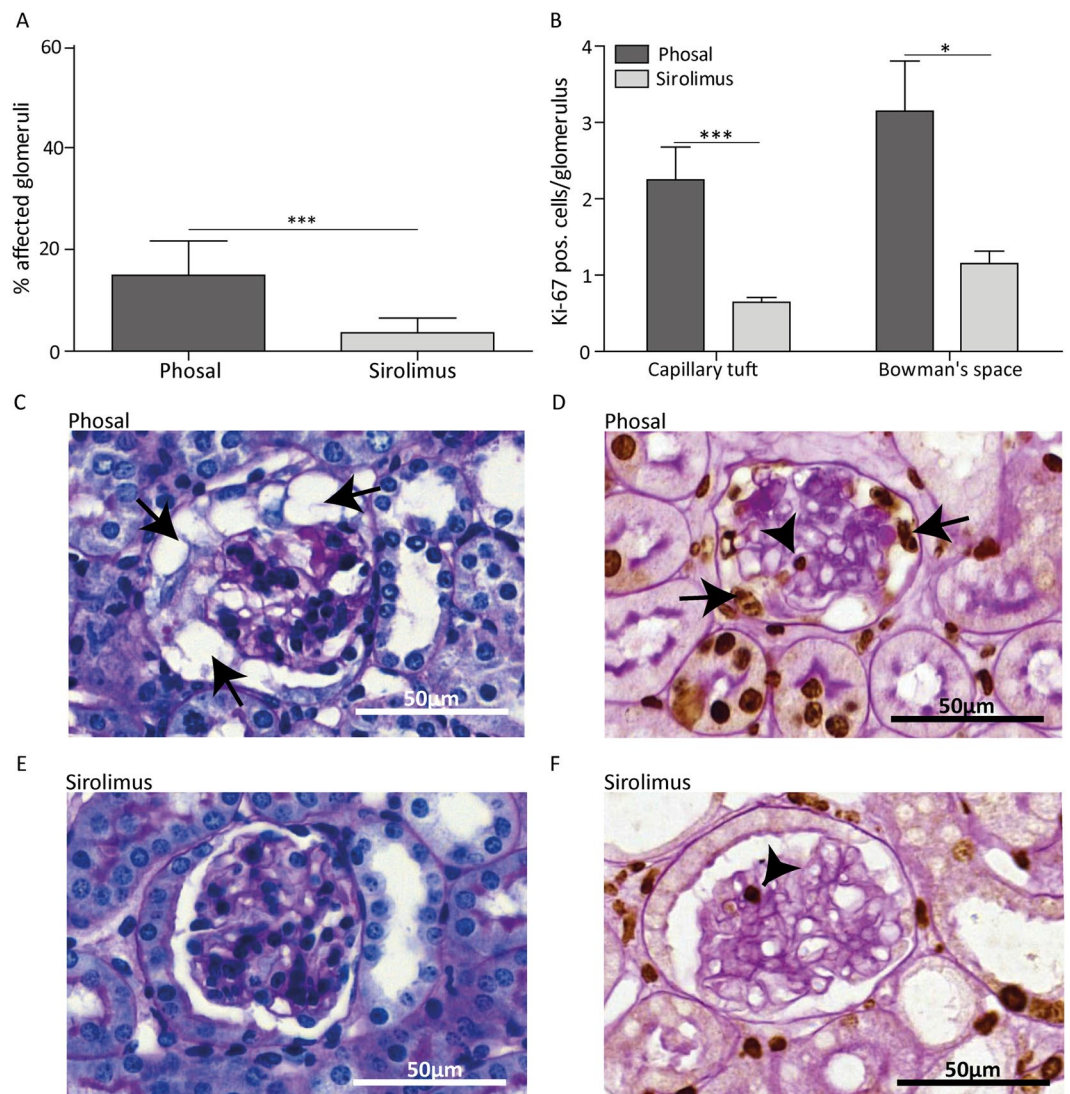 A
60
40
20
0
% affected glomeruli
***
Phosal
Sirolimus
B
4
3
2
1
0
Ki-67 pos. cells/glomerulus
Phosal
Sirolimus
***
*
Capillary tuft
Bowman's space
C
Phosal
50µm
D
Phosal
50µm
E
Sirolimus
50µm
F
Sirolimus
50µm